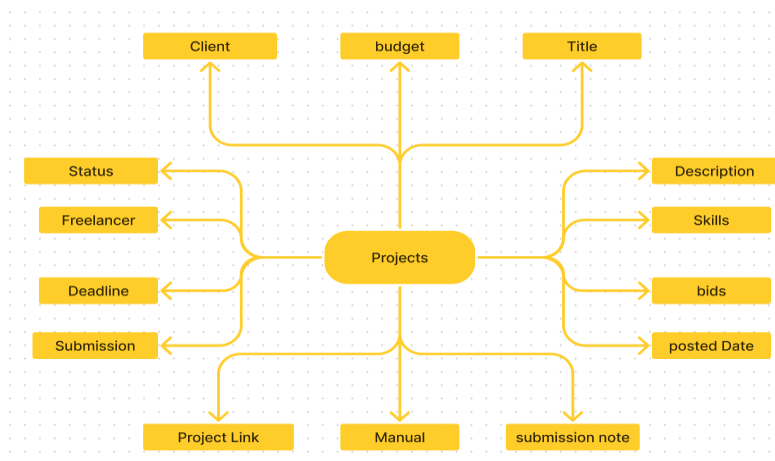 Client
budget
Title
Status
Description
Freelancer
Skills
Projects
Deadline
bids
Submission
posted Date
Project Link
Manual
submission note